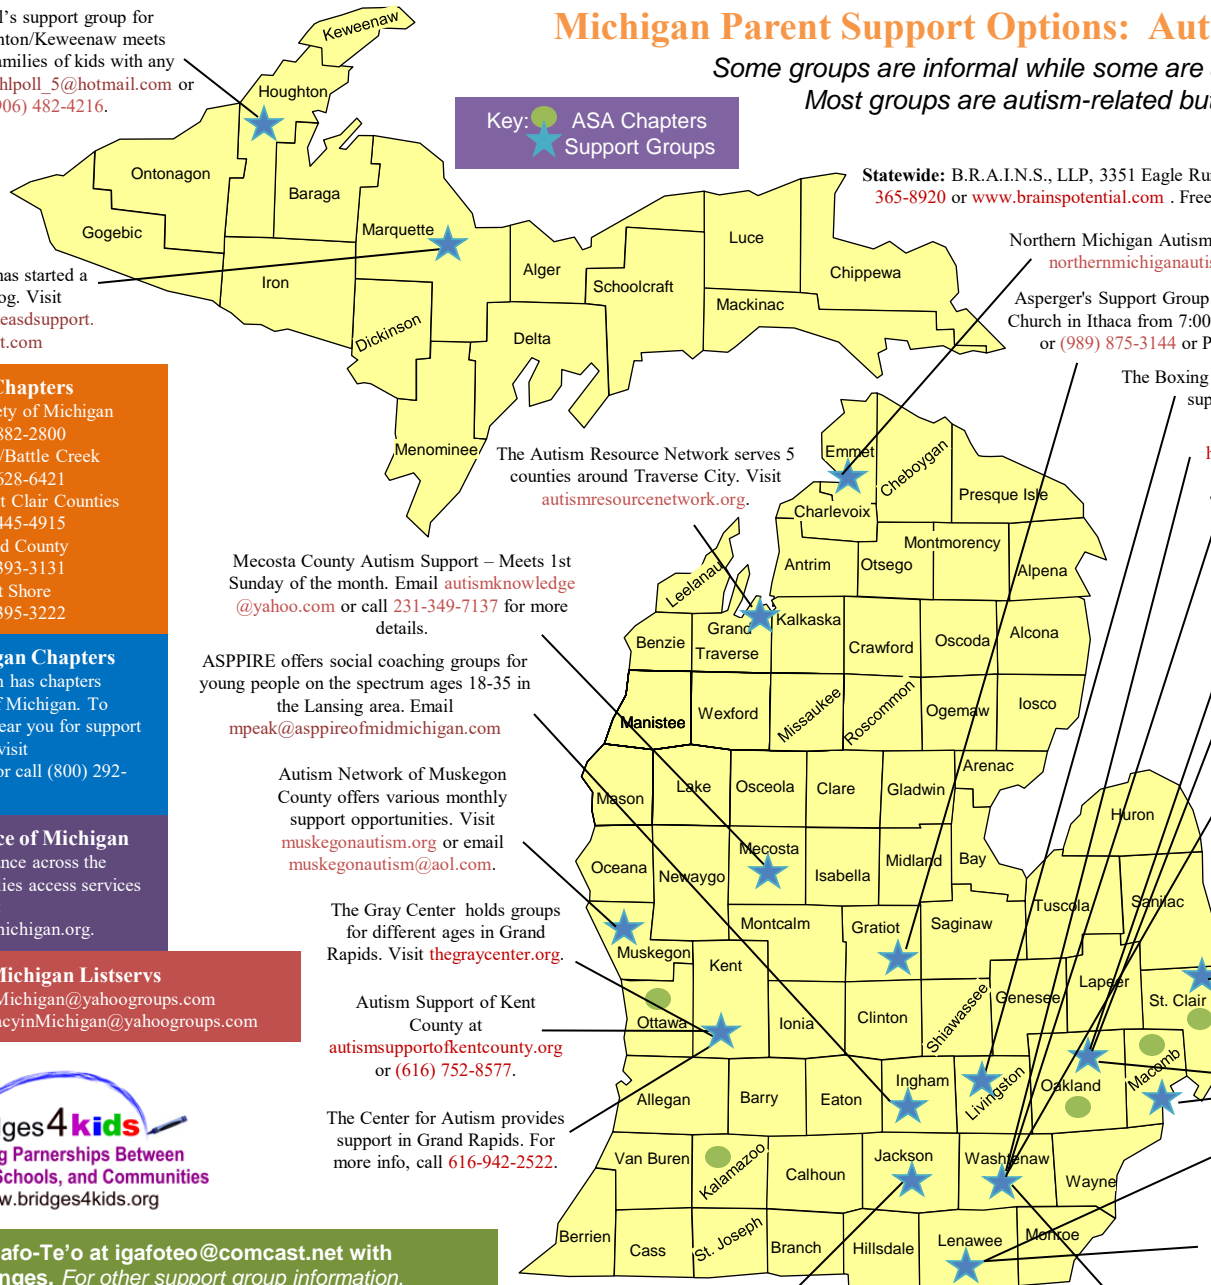 l's support group for
nton/Keweenaw meets
amilies of kids with any
hlpoll_5@hotmail.com or
906) 482-4216.
Michigan Parent Support Options: Aut
Some groups are informal while some are
Most groups are autism-related but
Key: ASA Chapters
Support Groups
Statewide: B.R.A.I.N.S., LLP, 3351 Eagle Ru
365-8920 or www.brainspotential.com . Free
Northern Michigan Autism
northernmichiganautis
Asperger's Support Group
Church in Ithaca from 7:00
or (989) 875-3144 or P
The Boxing
sup
h
has started a
og. Visit
easdsupport.
t.com
Keweenaw
Houghton
Ontonagon
Baraga
Gogebic
Marquette
Iron
Alger
Luce
Schoolcraft
Chippewa
Mackinac
Dickinson
Delta
Menominee
Chapters
ety of Michigan
882-2800
/Battle Creek
628-6421
t Clair Counties
445-4915
d County
393-3131
t Shore
395-3222
gan Chapters
n has chapters
f Michigan. To
ear you for support
visit
or call (800) 292-
ce of Michigan
ance across the
lies access services
michigan.org.
Michigan Listservs
Michigan@yahoogroups.com
ncyinMichigan@yahoogroups.com
dges4kids
g Parnerships Between
Schools, and Communities
w.bridges4kids.org
afo-Te'o at igafoteo@comcast.net with
nges. For other support group information,
The Autism Resource Network serves 5
counties around Traverse City. Visit
autismresourcenetwork.org.
Mecosta County Autism Support – Meets 1st
Sunday of the month. Email autismknowledge
@yahoo.com or call 231-349-7137 for more
details.
ASPPIRE offers social coaching groups for
young people on the spectrum ages 18-35 in
the Lansing area. Email
mpeak@asppireofmidmichigan.com
Autism Network of Muskegon
County offers various monthly
support opportunities. Visit
muskegonautism.org or email
muskegonautism@aol.com.
The Gray Center holds groups
for different ages in Grand
Rapids. Visit thegraycenter.org.
Autism Support of Kent
County at
autismsupportofkentcounty.org
or (616) 752-8577.
The Center for Autism provides
support in Grand Rapids. For
more info, call 616-942-2522.
Emmet
Cheboygan
Presque Isle
Charlevoix
Montmorency
Antrim
Otsego
Alpena
Leelanau
Benzie
Grand
Traverse
Kalkaska
Crawford
Oscoda
Alcona
Manistee
Wexford
Missaukee
Roscommon
Ogemaw
Iosco
Arenac
Mason
Lake
Osceola
Clare
Gladwin
Huron
Oceana
Newaygo
Mecosta
Isabella
Midland
Bay
Tuscola
Sanilac
Muskegon
Montcalm
Gratiot
Saginaw
Kent
Ottawa
Ionia
Clinton
Shiawassee
Genesee
Lapeer
St. Clair
Allegan
Barry
Eaton
Ingham
Livingston
Oakland
Macomb
Van Buren
Kalamazoo
Calhoun
Jackson
Washtenaw
Wayne
Berrien
Cass
St. Joseph
Branch
Hillsdale
Lenawee
Monroe